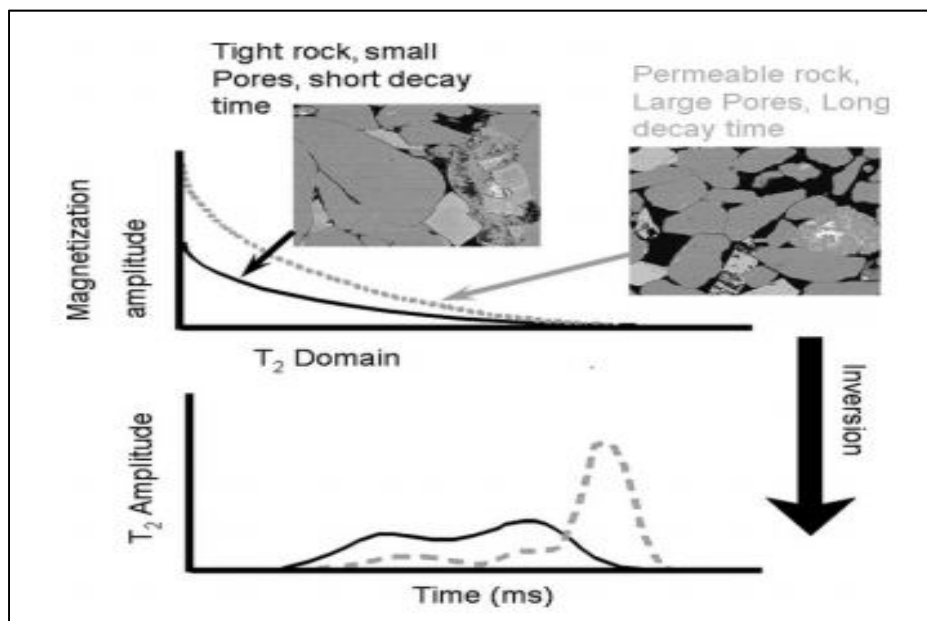 Tight rock, small
Pores, short decay
time
Permeable rock,
Large Pores, Long
decay time
Magnetization
amplitude
T₂ Domain
Inversion
T₂ Amplitude
Time (ms)